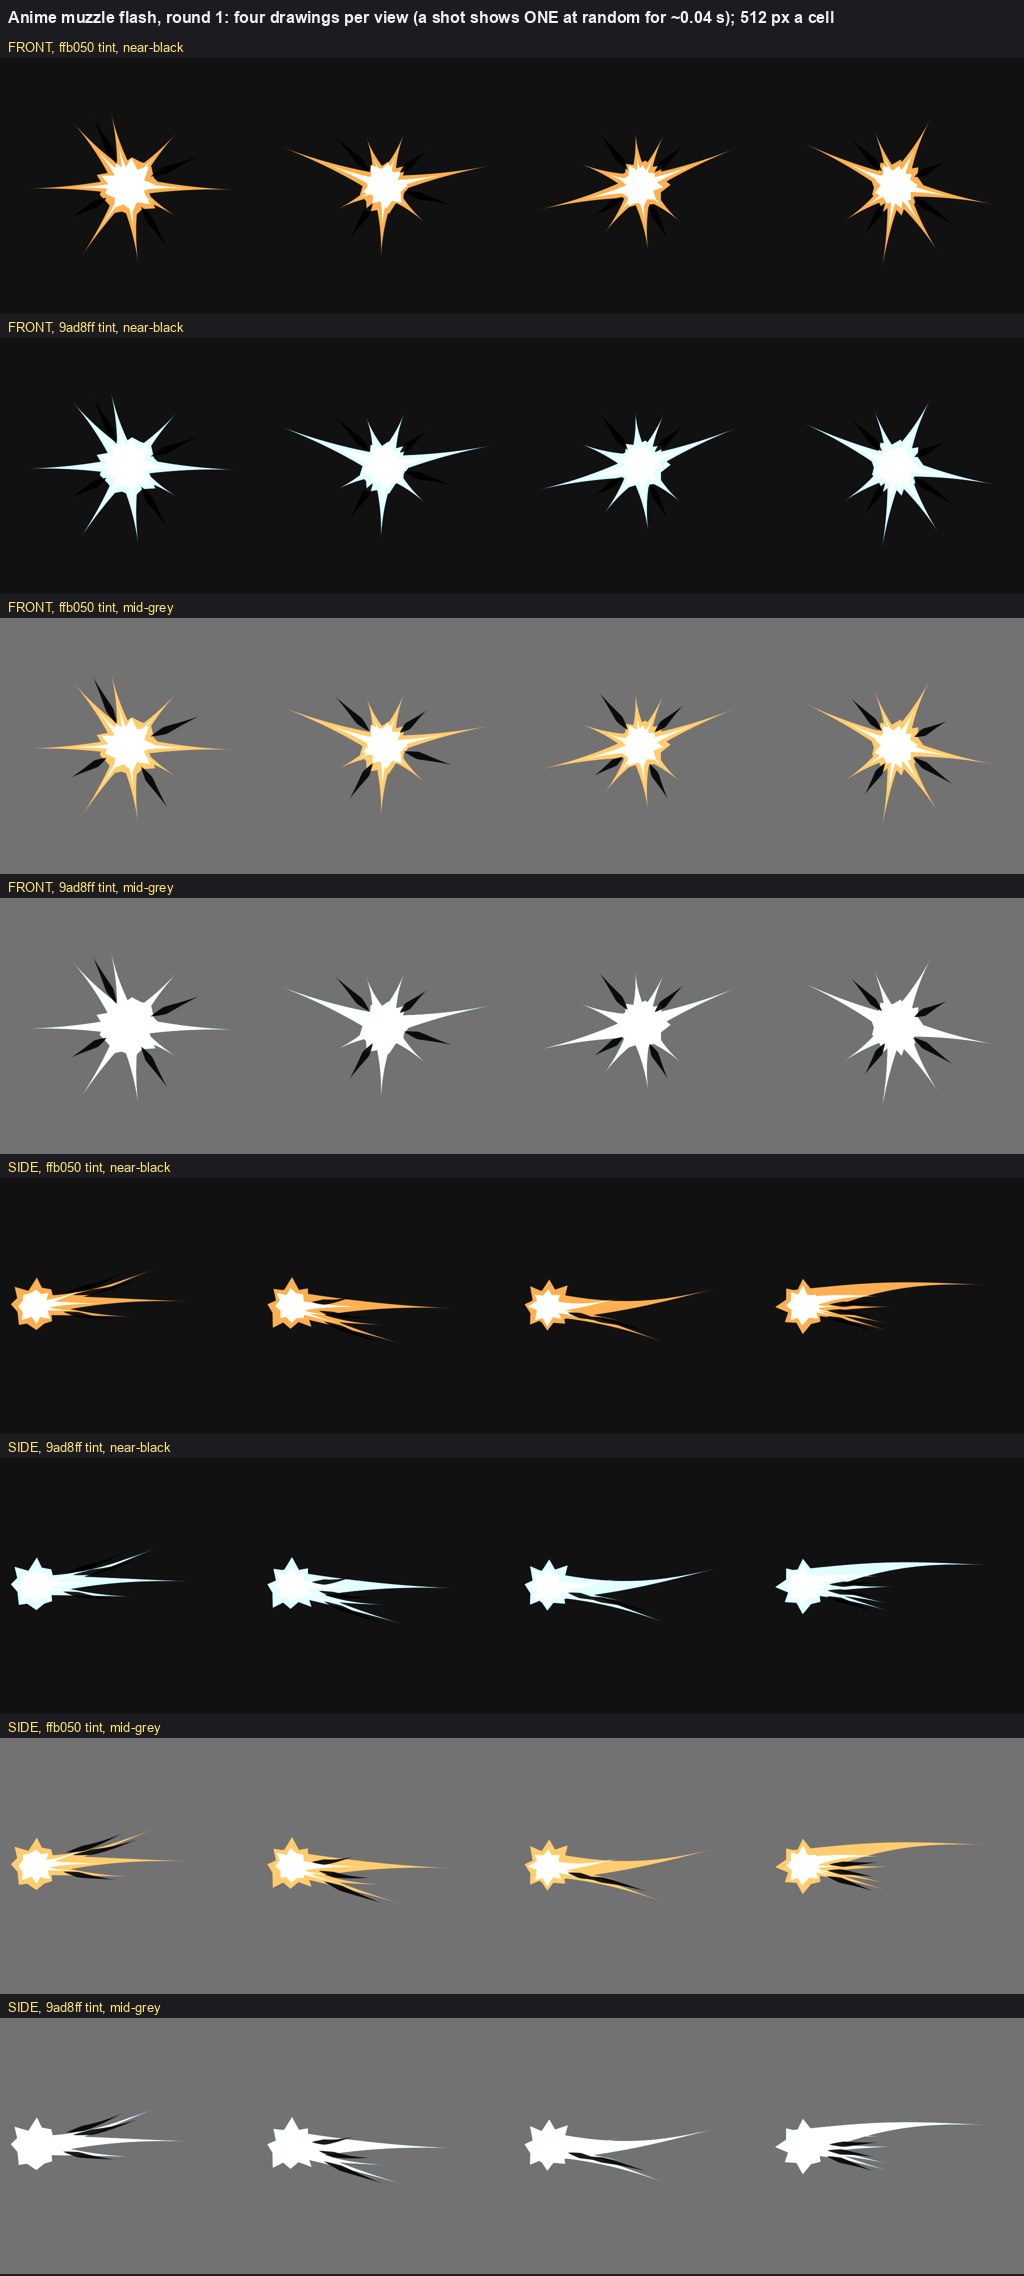 Anime muzzle flash, round 1: four drawings per view (a shot shows ONE at random for ~0.04 s); 512 px a cell
FRONT, ffb050 tint, near-black
FRONT, 9ad8ff tint, near-black
FRONT, ffb050 tint, mid-grey
FRONT, 9ad8ff tint, mid-grey
SIDE, ffb050 tint, near-black
SIDE, 9ad8ff tint, near-black
SIDE, ffb050 tint, mid-grey
SIDE, 9ad8ff tint, mid-grey